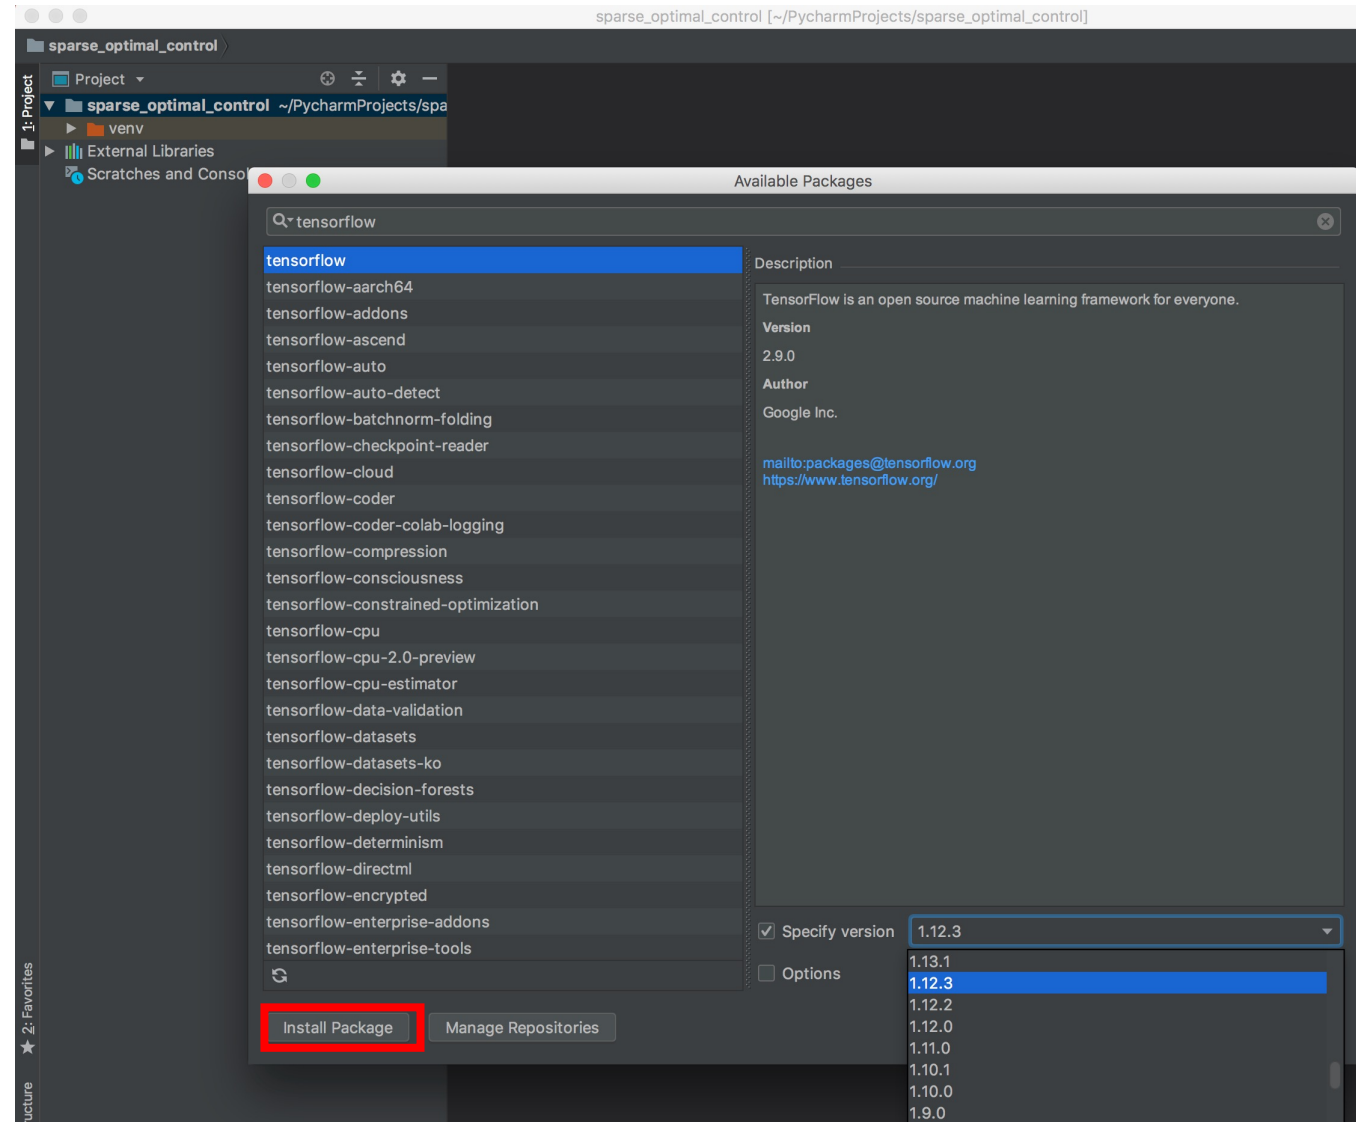 sparse_optimal_control [~/PycharmProjects/sparse_optimal_control]
sparse_optimal_control
1: Project
Project
sparse_optimal_control ~/PycharmProjects/spa
venv
External Libraries
Scratches and Consol
Available Packages
tensorflow
tensorflow
tensorflow-aarch64
tensorflow-addons
tensorflow-ascend
tensorflow-auto
tensorflow-auto-detect
tensorflow-batchnorm-folding
tensorflow-checkpoint-reader
tensorflow-cloud
tensorflow-coder
tensorflow-coder-colab-logging
tensorflow-compression
tensorflow-consciousness
tensorflow-constrained-optimization
tensorflow-cpu
tensorflow-cpu-2.0-preview
tensorflow-cpu-estimator
tensorflow-data-validation
tensorflow-datasets
tensorflow-datasets-ko
tensorflow-decision-forests
tensorflow-deploy-utils
tensorflow-determinism
tensorflow-directml
tensorflow-encrypted
tensorflow-enterprise-addons
tensorflow-enterprise-tools
Description
TensorFlow is an open source machine learning framework for everyone.
Version
2.9.0
Author
Google Inc.
mailto:packages@tensorflow.org
https://www.tensorflow.org/
Specify version 1.12.3
Options
1.13.1
1.12.3
1.12.2
1.12.0
1.11.0
1.10.1
1.10.0
1.9.0
Install Package
Manage Repositories
2: Favorites
ucture